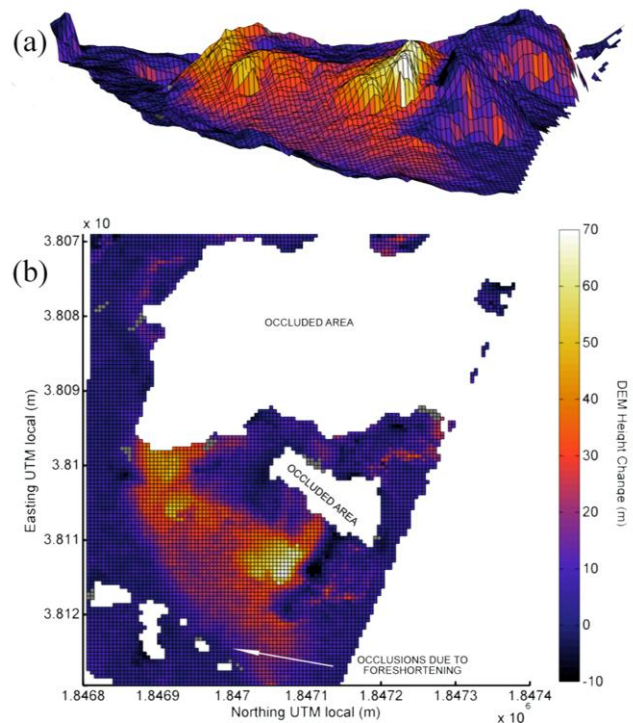 (a)
(b)
x 10
3.807
3.808
3.809
3.81
3.811
3.812
Easting UTM local (m)
OCCLUDED AREA
OCCLUDED AREA
OCCLUSIONS DUE TO
FORESHORTENING
1.8468
1.8469
1.847
1.8471
1.8472
1.8473
1.8474
x 10⁶
Northing UTM local (m)
70
60
50
40
30
20
10
0
-10
DEM Height Change (m)